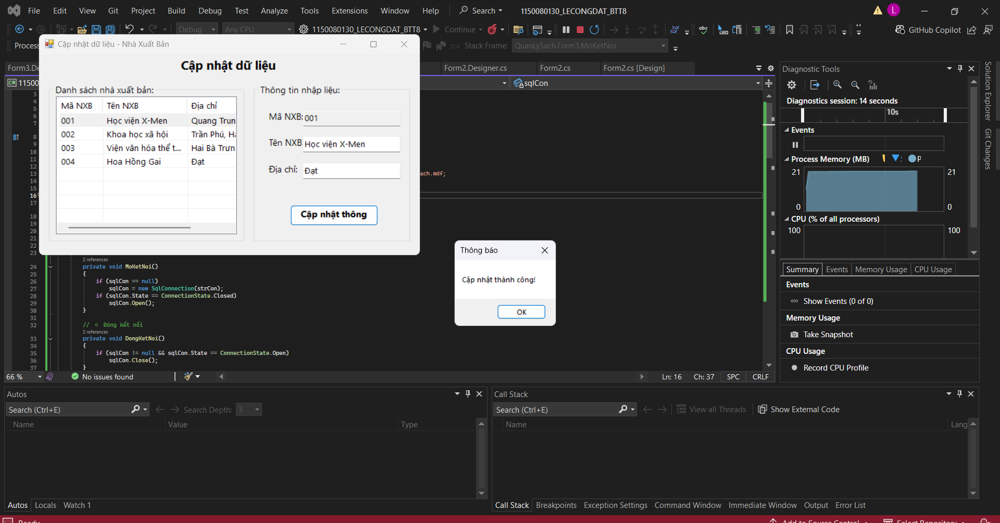 File Edit View Git Project Build Debug Test Analyze Tools Extensions Window Help Search 1150080130_LECONGDAT_BTT8 L
Debug Any CPU 1150080130_LECONGDAT_BTT8 Continue GitHub Copilot
Process Stack Frame: QuanLySach.Form3.MoKetNoi
Form3.De Form2.Designer.cs Form2.cs Form2.cs [Design]
C# 11500 sqlCon
Cập nhật dữ liệu - Nhà Xuất Bản
Cập nhật dữ liệu
Danh sách nhà xuất bản:
Mã NXB Tên NXB Địa chỉ
001 Học viện X-Men Quang Trun
002 Khoa học xã hội Trần Phú, Hà
003 Viện văn hóa thể t... Hai Bà Trưn
004 Hoa Hồng Gai Đạt
Thông tin nhập liệu:
Mã NXB: 001
Tên NXB Học viện X-Men
Địa chỉ: Đạt
Cập nhật thông
3
4
5
6
7
8
9
10
11
12
13 ach.mdf;
14
15
16
17
18
19
20
21
22
23
2 references
24 private void MoKetNoi()
25 {
26 if (sqlCon == null)
27 sqlCon = new SqlConnection(strCon);
28 if (sqlCon.State == ConnectionState.Closed)
29 sqlCon.Open();
30 }
31
32 // Đóng kết nối
2 references
33 private void DongKetNoi()
34 {
35 if (sqlCon != null && sqlCon.State == ConnectionState.Open)
36 sqlCon.Close();
37 }
Thông báo
Cập nhật thành công!
OK
66 % No issues found Ln: 16 Ch: 37 SPC CRLF
Diagnostic Tools
Diagnostics session: 14 seconds
10s
Events
Process Memory (MB) P
21 21
0 0
CPU (% of all processors)
100 100
Summary Events Memory Usage CPU Usage
Events
Show Events (0 of 0)
Memory Usage
Take Snapshot
CPU Usage
Record CPU Profile
Solution Explorer
Git Changes
Autos
Search (Ctrl+E) Search Depth: 3
Name Value Type
Autos Locals Watch 1
Call Stack
Search (Ctrl+E) View all Threads Show External Code
Name Lang
Call Stack Breakpoints Exception Settings Command Window Immediate Window Output Error List
Ready Add to Source Control Select Repository